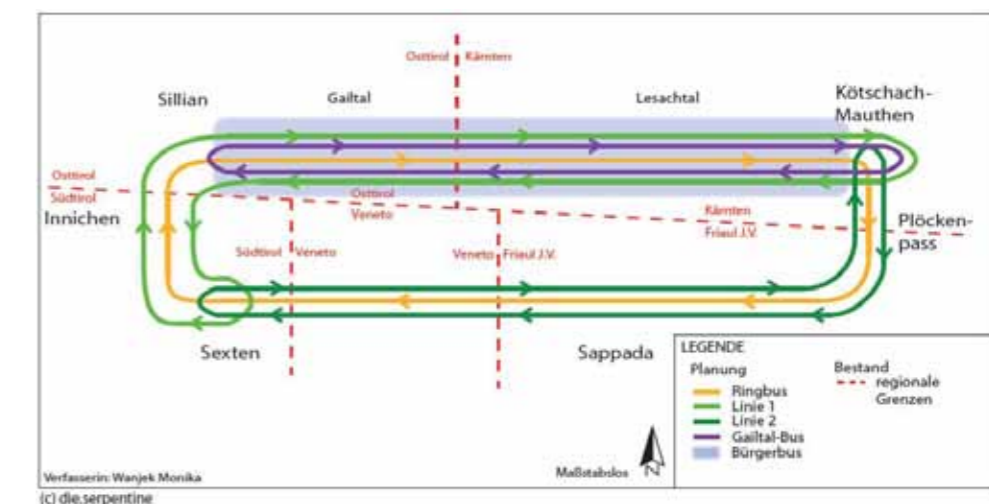 Osttirol
Kärnten
Sillian
Gailtal
Lesachtal
Kötschach-
Mauthen
Osttirol
Südtirol
Innichen
Osttirol
Veneto
Kärnten
Friaul J.V.
Plöcken-
pass
Südtirol
Veneto
Veneto
Friaul J.V.
Sexten
Sappada
LEGENDE
Planung
Ringbus
Linie 1
Linie 2
Gailtal-Bus
Bürgerbus
Bestand
regionale
Grenzen
Maßstabslos
N
Verfasserin: Wanjek Monika
(c) die.serpentine